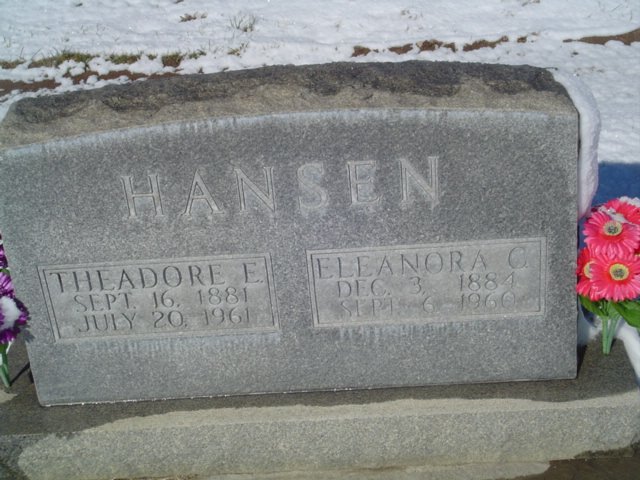 HANSEN
THEADORE E.
SEPT. 16, 1881
JULY 20, 1961
ELEANORA C.
DEC. 3, 1884
SEPT. 6, 1960